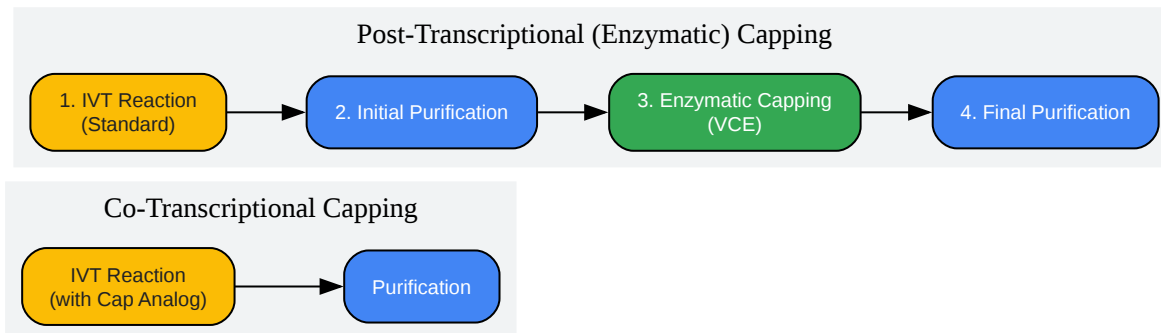 Post-Transcriptional (Enzymatic) Capping
1. IVT Reaction
(Standard)
2. Initial Purification
3. Enzymatic Capping
(VCE)
4. Final Purification
Co-Transcriptional Capping
IVT Reaction
(with Cap Analog)
Purification